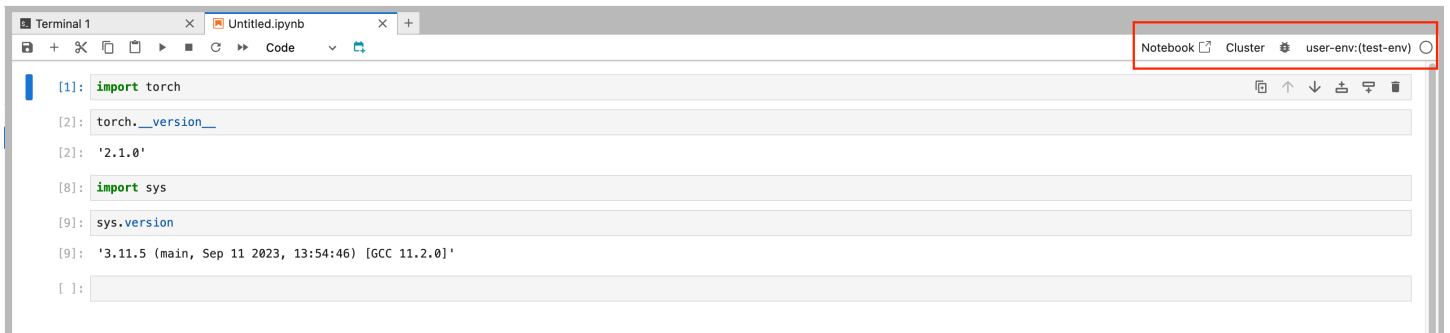 Terminal 1 Untitled.ipynb
Code Notebook Cluster user-env:(test-env)
[1]: import torch
[2]: torch.__version__
[2]: '2.1.0'
[8]: import sys
[9]: sys.version
[9]: '3.11.5 (main, Sep 11 2023, 13:54:46) [GCC 11.2.0]'
[ ]: